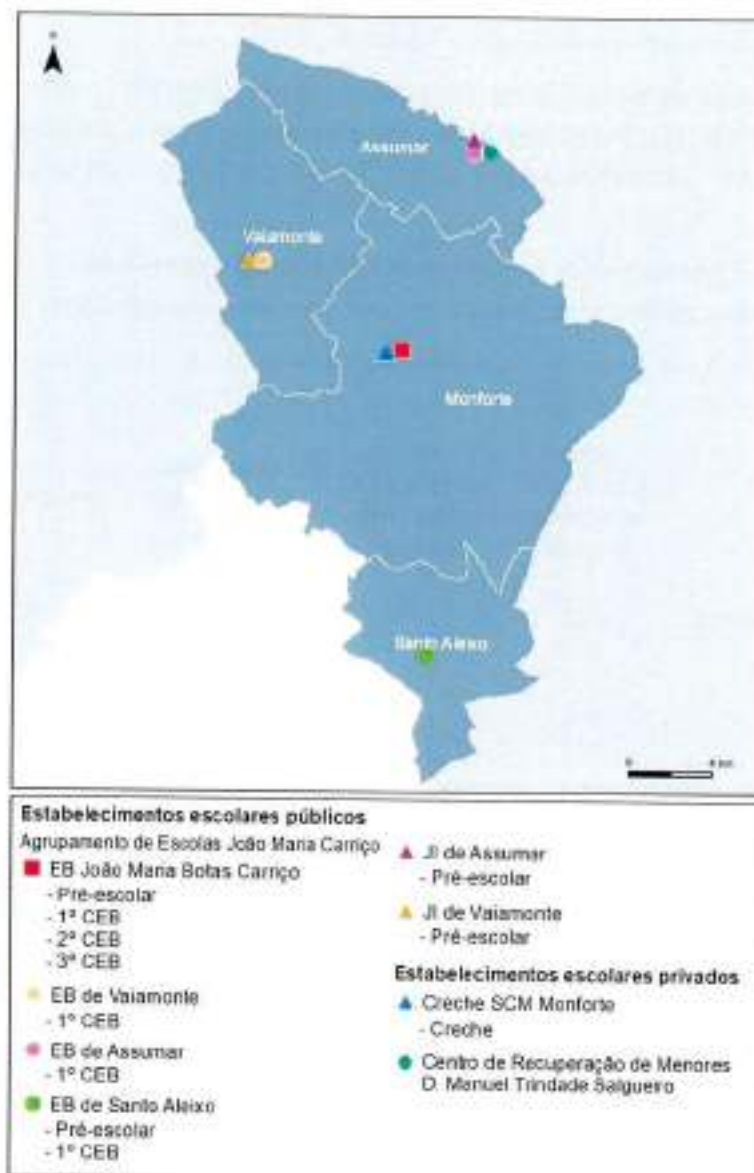 Assumar
Vaiamonte
Monforte
Santo Aleixo
0 4 km
Estabelecimentos escolares públicos
Agrupamento de Escolas João Maria Carriço
EB João Maria Botas Carriço
- Pré-escolar
- 1º CEB
- 2º CEB
- 3º CEB
EB de Vaiamonte
- 1º CEB
EB de Assumar
- 1º CEB
EB de Santo Aleixo
- Pré-escolar
- 1º CEB
JI de Assumar
- Pré-escolar
JI de Vaiamonte
- Pré-escolar
Estabelecimentos escolares privados
Creche SCM Monforte
- Creche
Centro de Recuperação de Menores
D. Manuel Trindade Salgueiro